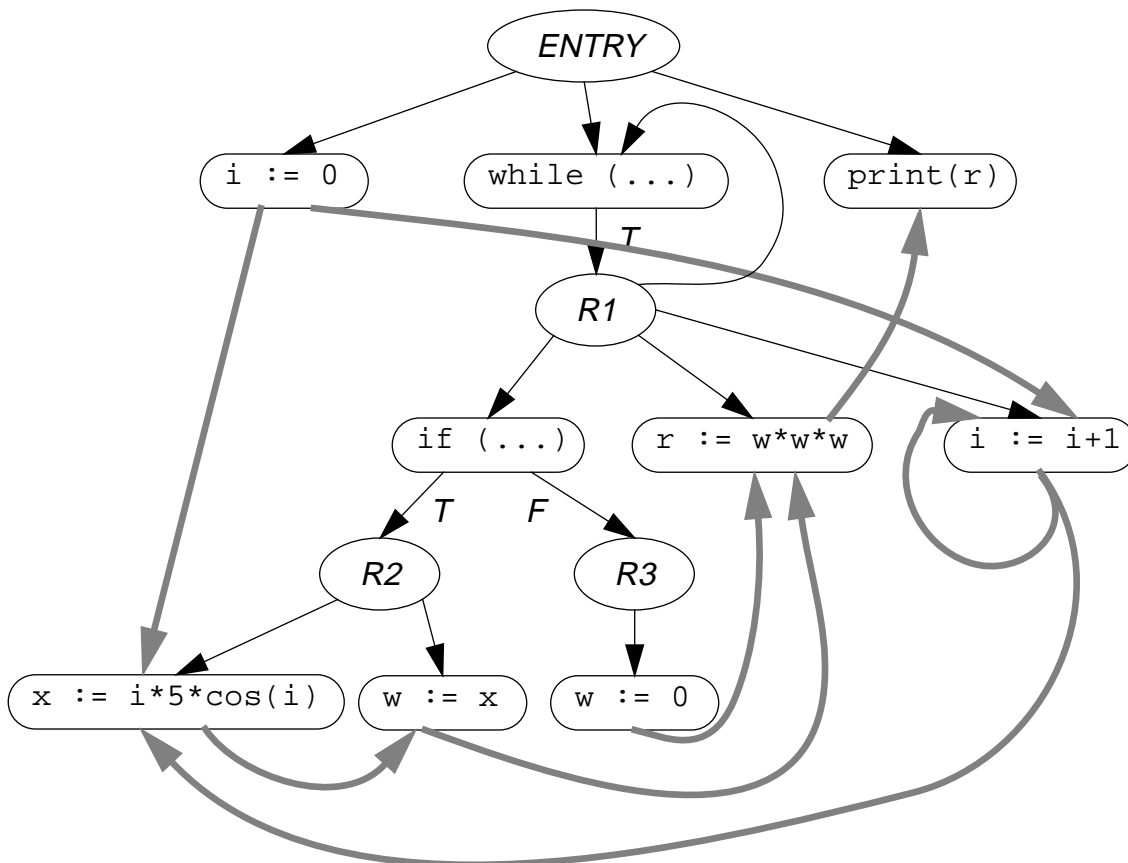 ENTRY
i := 0
while (...)
print(r)
T
R1
if (...)
r := w*w*w
i := i+1
T
F
R2
R3
x := i*5*cos(i)
w := x
w := 0